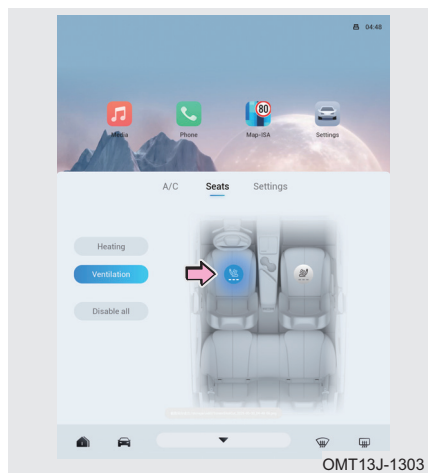 04:48
80
Media
Phone
Map-ISA
Settings
A/C Seats Settings
Heating
Ventilation
Disable all
OMT13J-1303